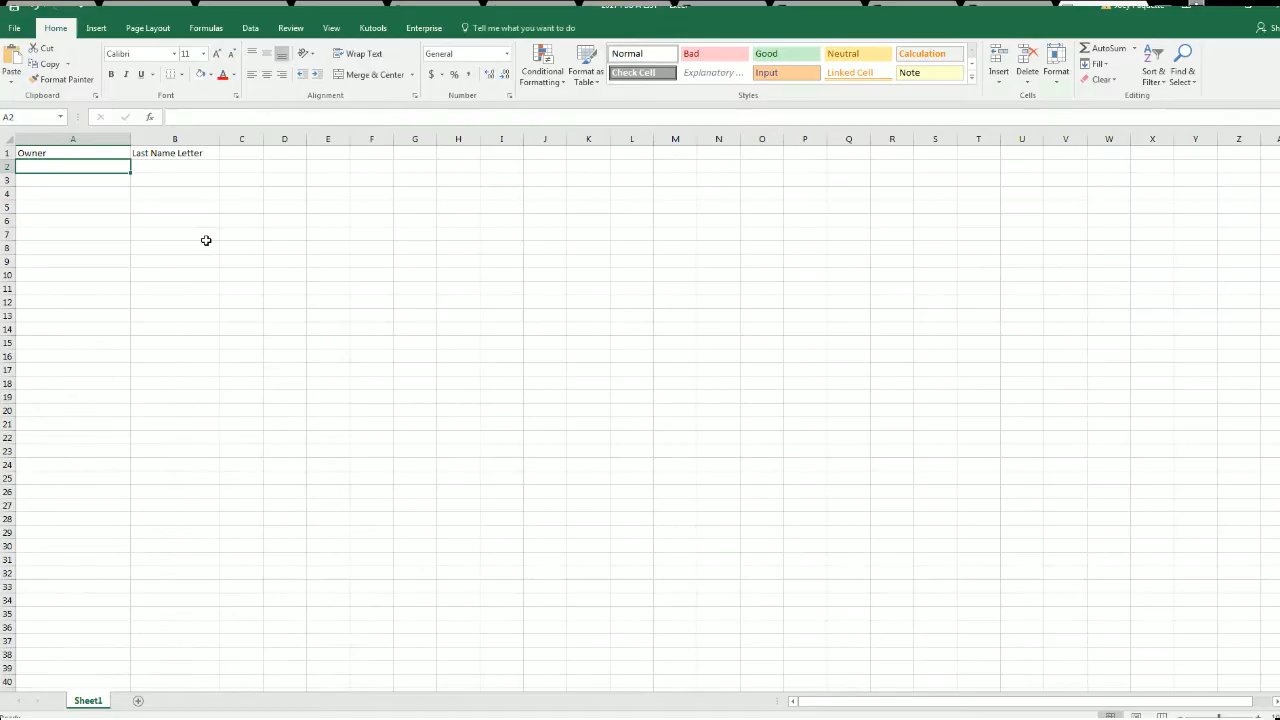 File Home Insert Page Layout Formulas Data Review View Kutools Enterprise Tell me what you want to do
Cut
Copy
Format Painter
Paste
Clipboard
Calibri 11
B I U
Font
Wrap Text
Merge & Center
Alignment
General
$ % ,
Number
Conditional Formatting
Format as Table
Normal Bad Good Neutral Calculation
Check Cell Explanatory ... Input Linked Cell Note
Styles
Insert Delete Format
Cells
AutoSum
Fill
Clear
Sort & Filter
Find & Select
Editing
A2 fx
A B C D E F G H I J K L M N O P Q R S T U V W X Y Z
1 Owner Last Name Letter
2
3
4
5
6
7
8
9
10
11
12
13
14
15
16
17
18
19
20
21
22
23
24
25
26
27
28
29
30
31
32
33
34
35
36
37
38
39
40
Sheet1